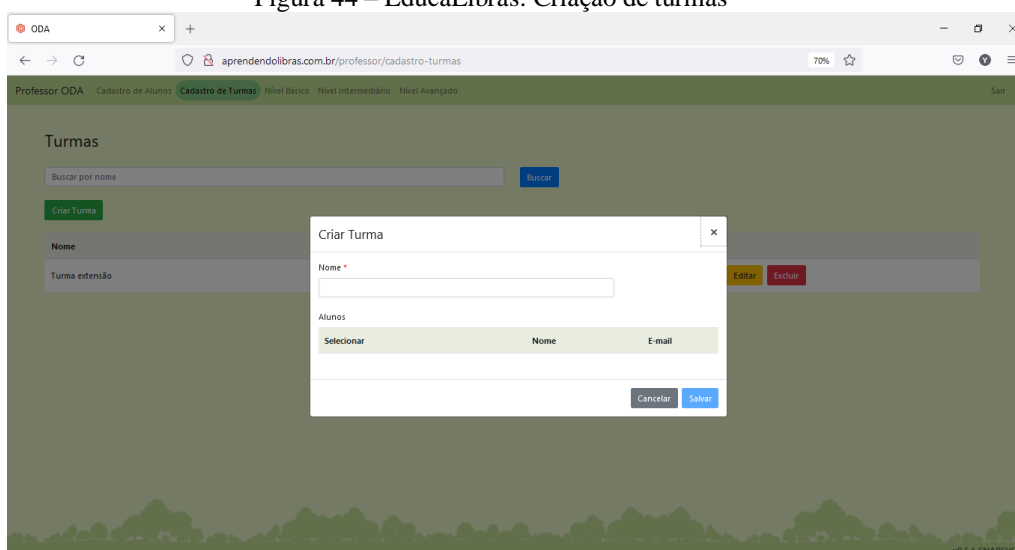 Figura 44 – EducaLibras: Criação de turmas
ODA
aprendendolibras.com.br/professor/cadastro-turmas 70%
Professor ODA Cadastro de Alunos Cadastro de Turmas Nível Básico Nível Intermediário Nível Avançado Sair
Turmas
Buscar por nome Buscar
Criar Turma
Nome
Turma extensão Editar Excluir
Criar Turma
Nome *
Alunos
Selecionar Nome E-mail
Cancelar Salvar